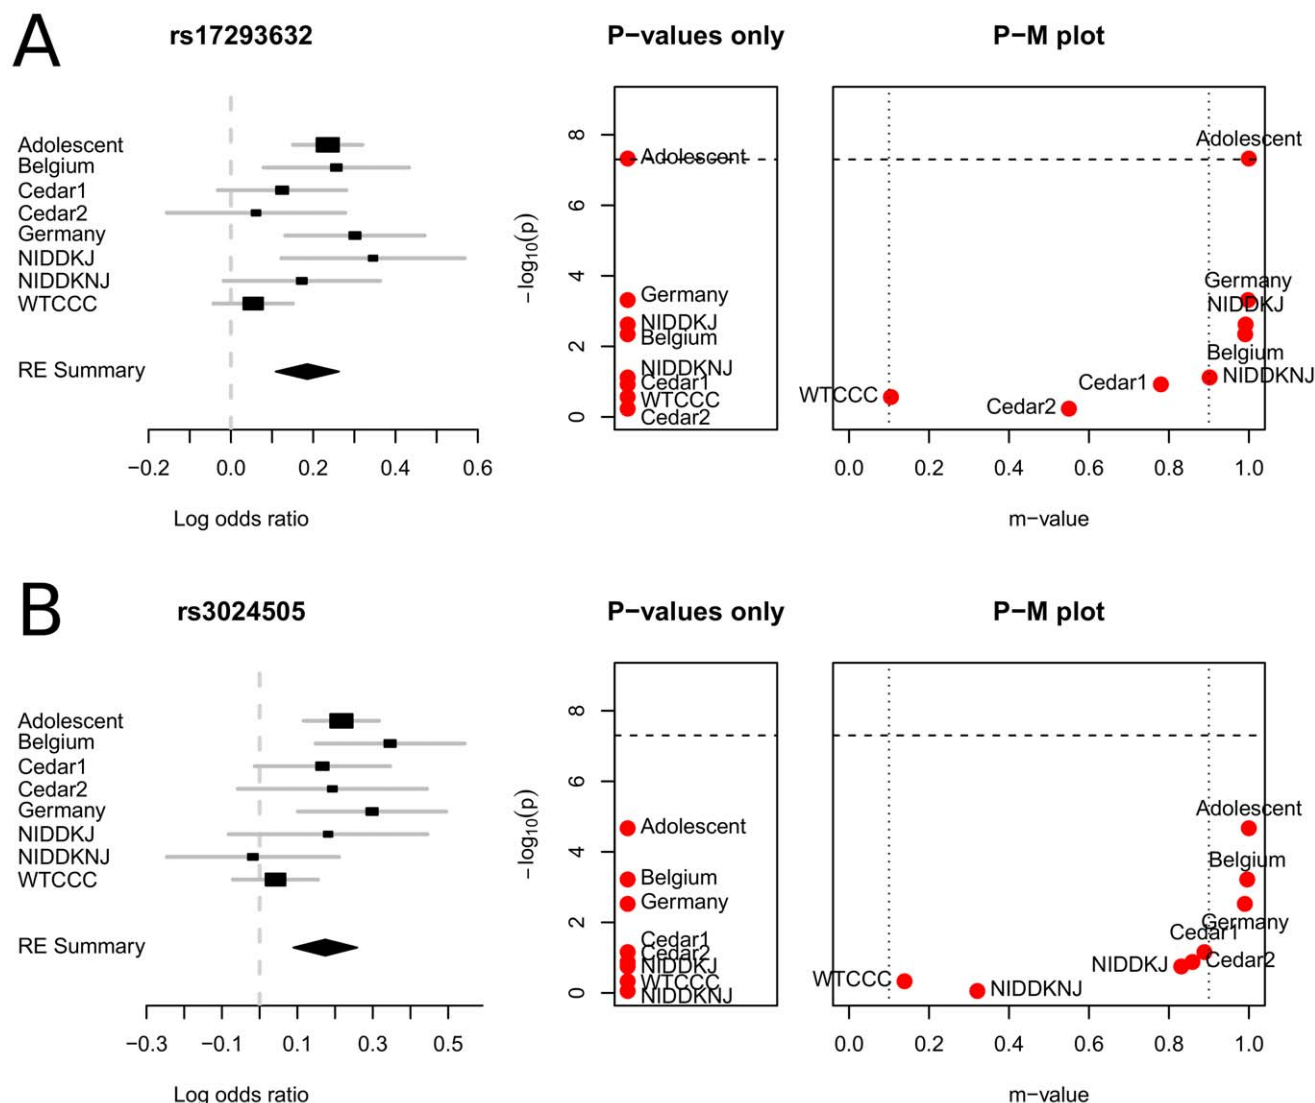 A
rs17293632
P−values only
P−M plot
Adolescent
Belgium
Cedar1
Cedar2
Germany
NIDDKJ
NIDDKNJ
WTCCC
RE Summary
−0.2 0.0 0.2 0.4 0.6
Log odds ratio
−log10(p)
8
6
4
2
0
Adolescent
Germany
NIDDKJ
Belgium
NIDDKNJ
Cedar1
WTCCC
Cedar2
Adolescent
Germany
NIDDKJ
Belgium
NIDDKNJ
Cedar1
WTCCC
Cedar2
0.0 0.2 0.4 0.6 0.8 1.0
m−value
B
rs3024505
P−values only
P−M plot
Adolescent
Belgium
Cedar1
Cedar2
Germany
NIDDKJ
NIDDKNJ
WTCCC
RE Summary
−0.3 −0.1 0.1 0.3 0.5
Log odds ratio
−log10(p)
8
6
4
2
0
Adolescent
Belgium
Germany
Cedar1
Cedar2
NIDDKJ
WTCCC
NIDDKNJ
Adolescent
Belgium
Germany
Cedar1
Cedar2
NIDDKJ
WTCCC
NIDDKNJ
0.0 0.2 0.4 0.6 0.8 1.0
m−value